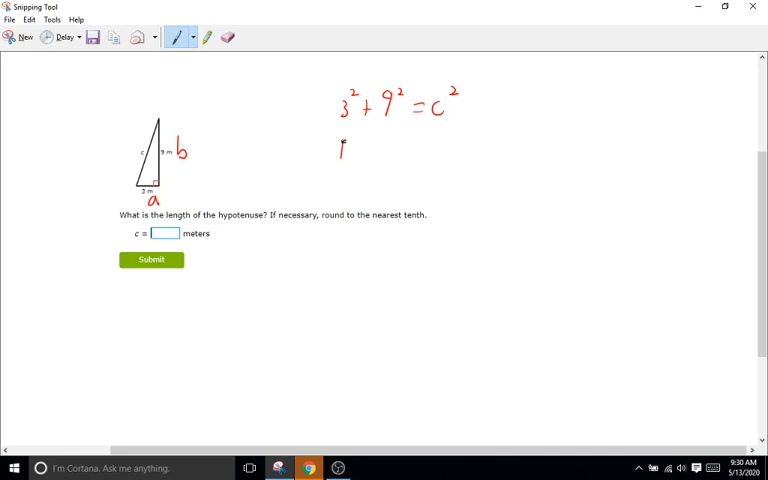 Snipping Tool
File Edit Tools Help
New Delay
3² + 9² = c²
c 9 m b
3 m
a
What is the length of the hypotenuse? If necessary, round to the nearest tenth.
c = meters
Submit
I'm Cortana. Ask me anything.
9:30 AM
5/13/2020